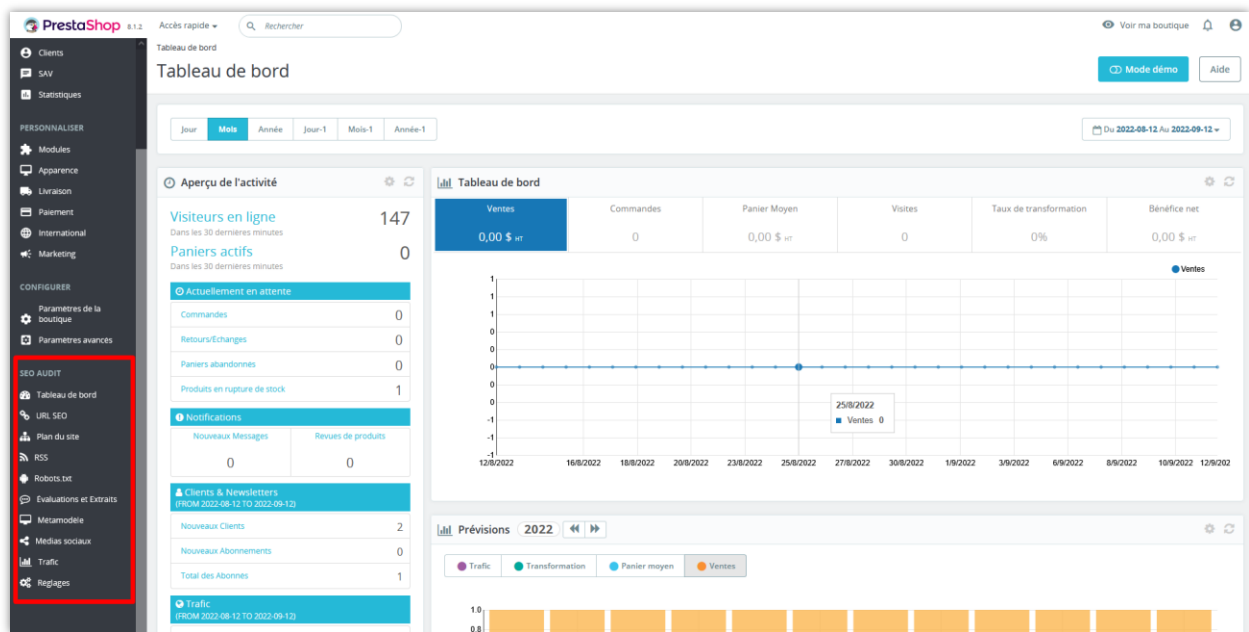 PrestaShop 8.1.2 Accès rapide Rechercher Voir ma boutique
Clients
SAV
Statistiques
PERSONNALISER
Modules
Apparence
Livraison
Paiement
International
Marketing
CONFIGURER
Paramètres de la
boutique
Paramètres avancés
SEO AUDIT
Tableau de bord
URL SEO
Plan du site
RSS
Robots.txt
Évaluations et Extraits
Métamodèle
Médias sociaux
Trafic
Réglages
Tableau de bord
Tableau de bord
Mode démo Aide
Jour Mois Année Jour-1 Mois-1 Année-1
Du 2022-08-12 Au 2022-09-12
Aperçu de l'activité
Visiteurs en ligne 147
Dans les 30 dernières minutes
Paniers actifs 0
Dans les 30 dernières minutes
Actuellement en attente
Commandes 0
Retours/Échanges 0
Paniers abandonnés 0
Produits en rupture de stock 1
Notifications
Nouveaux Messages Revues de produits
0 0
Clients & Newsletters
(FROM 2022-08-12 TO 2022-09-12)
Nouveaux Clients 2
Nouveaux Abonnements 0
Total des Abonnés 1
Trafic
(FROM 2022-08-12 TO 2022-09-12)
Tableau de bord
Ventes Commandes Panier Moyen Visites Taux de transformation Bénéfice net
0,00 $ HT 0 0,00 $ HT 0 0% 0,00 $ HT
Ventes
1
1
1
0
0
0
0
0
-1
-1
-1
25/8/2022
Ventes 0
12/8/2022 16/8/2022 18/8/2022 20/8/2022 23/8/2022 25/8/2022 27/8/2022 30/8/2022 1/9/2022 3/9/2022 6/9/2022 8/9/2022 10/9/2022 12/9/202
Prévisions 2022
Trafic Transformation Panier moyen Ventes
1.0
0.8